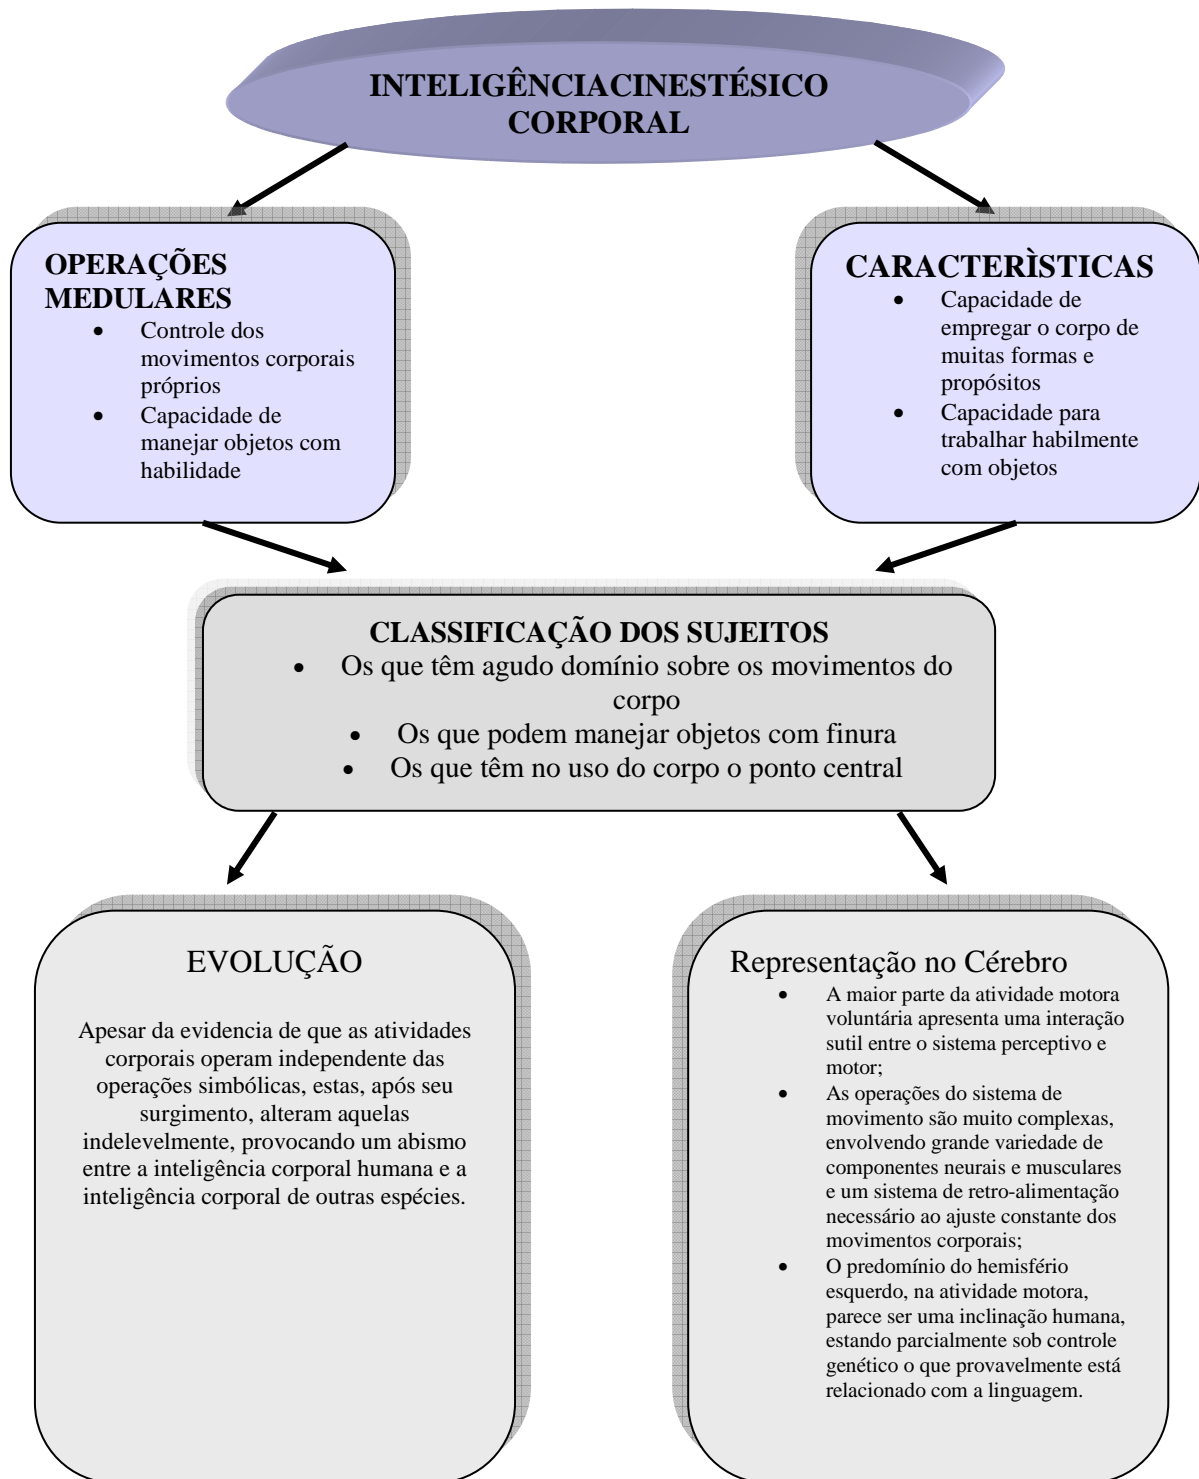 INTELIGÊNCIACINESTÉSICO
CORPORAL
OPERAÇÕES
MEDULARES
• Controle dos
movimentos corporais
próprios
• Capacidade de
manejar objetos com
habilidade
CARACTERÌSTICAS
• Capacidade de
empregar o corpo de
muitas formas e
propósitos
• Capacidade para
trabalhar habilmente
com objetos
CLASSIFICAÇÃO DOS SUJEITOS
• Os que têm agudo domínio sobre os movimentos do
corpo
• Os que podem manejar objetos com finura
• Os que têm no uso do corpo o ponto central
EVOLUÇÃO
Apesar da evidencia de que as atividades
corporais operam independente das
operações simbólicas, estas, após seu
surgimento, alteram aquelas
indelevelmente, provocando um abismo
entre a inteligência corporal humana e a
inteligência corporal de outras espécies.
Representação no Cérebro
• A maior parte da atividade motora
voluntária apresenta uma interação
sutil entre o sistema perceptivo e
motor;
• As operações do sistema de
movimento são muito complexas,
envolvendo grande variedade de
componentes neurais e musculares
e um sistema de retro-alimentação
necessário ao ajuste constante dos
movimentos corporais;
• O predomínio do hemisfério
esquerdo, na atividade motora,
parece ser uma inclinação humana,
estando parcialmente sob controle
genético o que provavelmente está
relacionado com a linguagem.